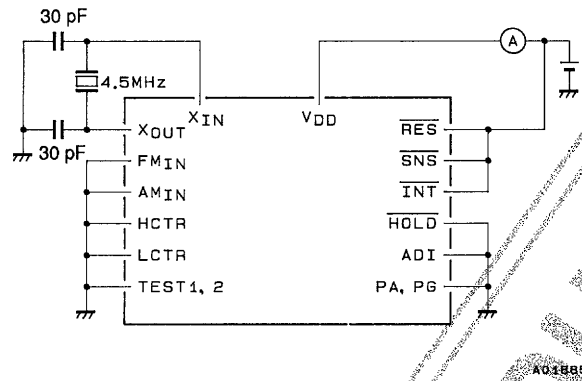 30 pF
A
4.5MHz
XIN
VDD
XOUT
RES
30 pF
SNS
FMIN
INT
AMIN
HCTR
HOLD
LCTR
ADI
TEST1, 2
PA, PG